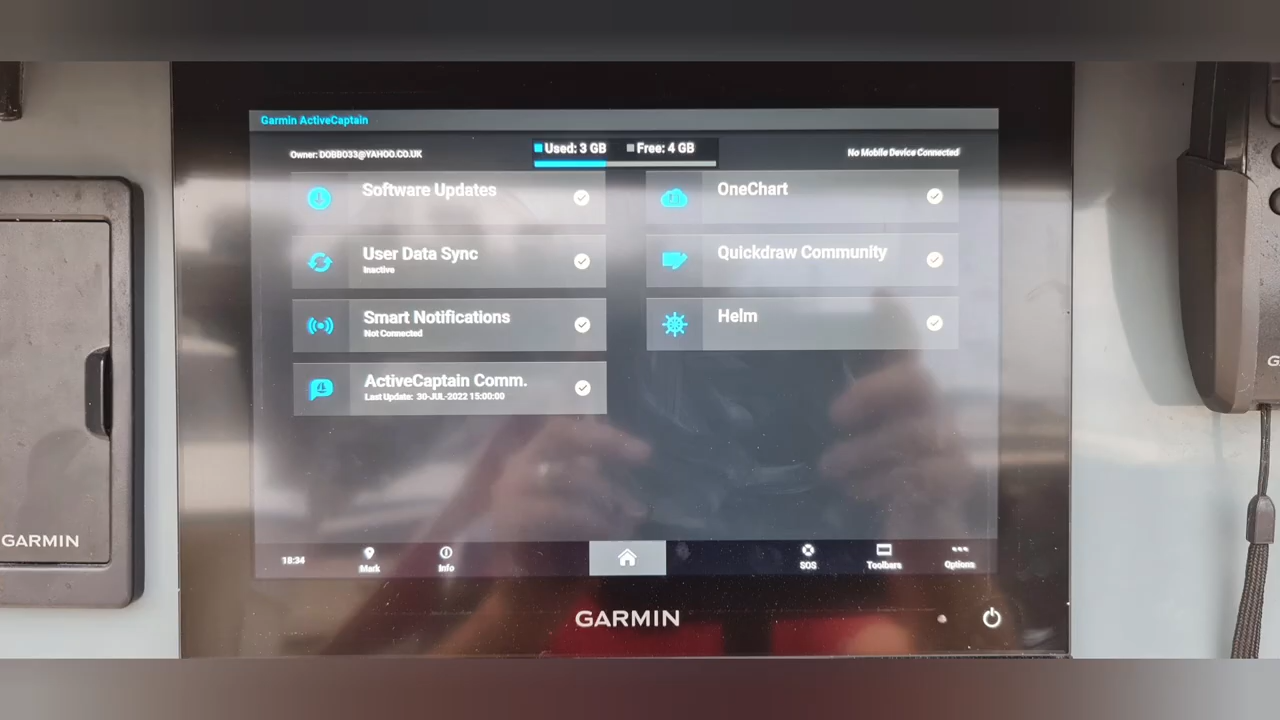 Garmin ActiveCaptain
Owner: DOBBO33@YAHOO.CO.UK
Used: 3 GB Free: 4 GB
No Mobile Device Connected
Software Updates
OneChart
User Data Sync
Inactive
Quickdraw Community
Smart Notifications
Not Connected
Helm
ActiveCaptain Comm.
Last Update: 30-JUL-2022 15:00:00
18:34
Mark
Info
SOS
Toolbars
Options
GARMIN
GARMIN
G